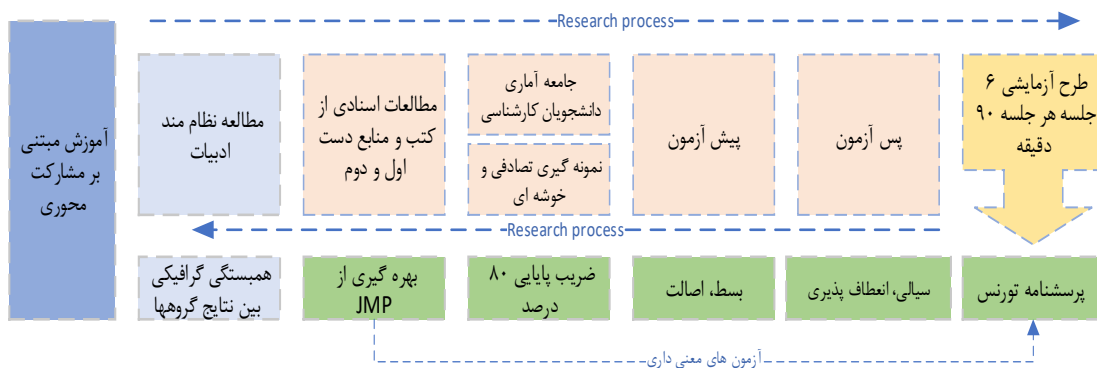 Research process
آموزش مبتنی
بر مشارکت
محوری
مطالعه نظام مند
ادبیات
مطالعات اسنادی از
کتب و منابع دست
اول و دوم
جامعه آماری
دانشجویان کارشناسی
نمونه گیری تصادفی و
خوشه ای
پیش آزمون
پس آزمون
طرح آزمایشی ۶
جلسه هر جلسه ۹۰
دقیقه
Research process
همبستگی گرافیکی
بین نتایج گروهها
بهره گیری از
JMP
ضریب پایایی ۸۰
درصد
بسط، اصالت
سیالی، انعطاف پذیری
پرسشنامه تورنس
آزمون های معنی داری